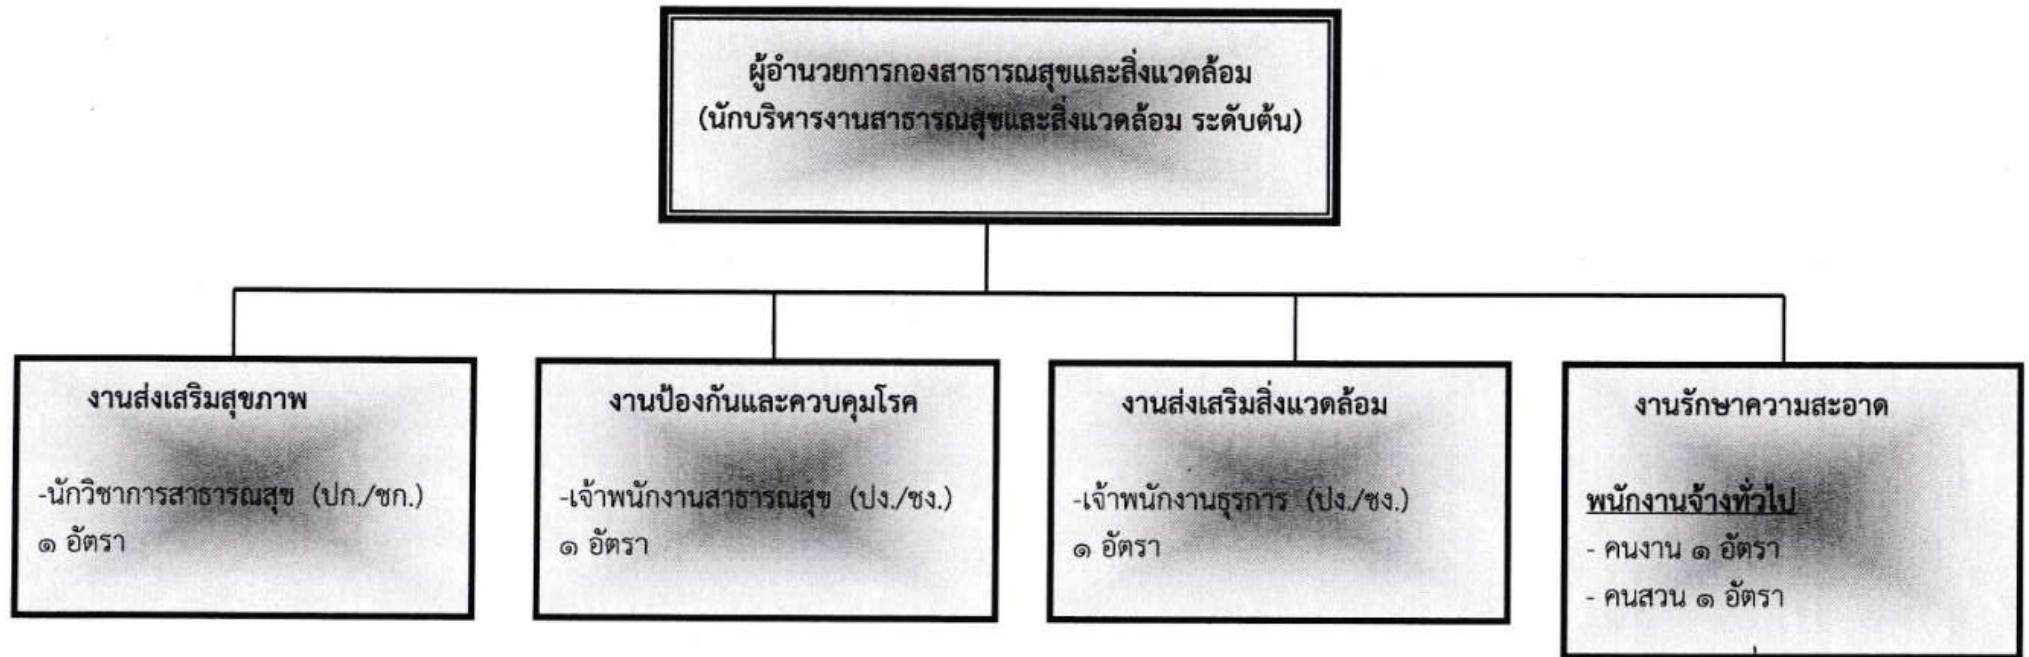 ผู้อำนวยการกองสาธารณสุขและสิ่งแวดล้อม
(นักบริหารงานสาธารณสุขและสิ่งแวดล้อม ระดับต้น)
งานส่งเสริมสุขภาพ
-นักวิชาการสาธารณสุข (ปก./ชก.)
๑ อัตรา
งานป้องกันและควบคุมโรค
-เจ้าพนักงานสาธารณสุข (ปง./ชง.)
๑ อัตรา
งานส่งเสริมสิ่งแวดล้อม
-เจ้าพนักงานธุรการ (ปง./ชง.)
๑ อัตรา
งานรักษาความสะอาด
พนักงานจ้างทั่วไป
- คนงาน ๑ อัตรา
- คนสวน ๑ อัตรา